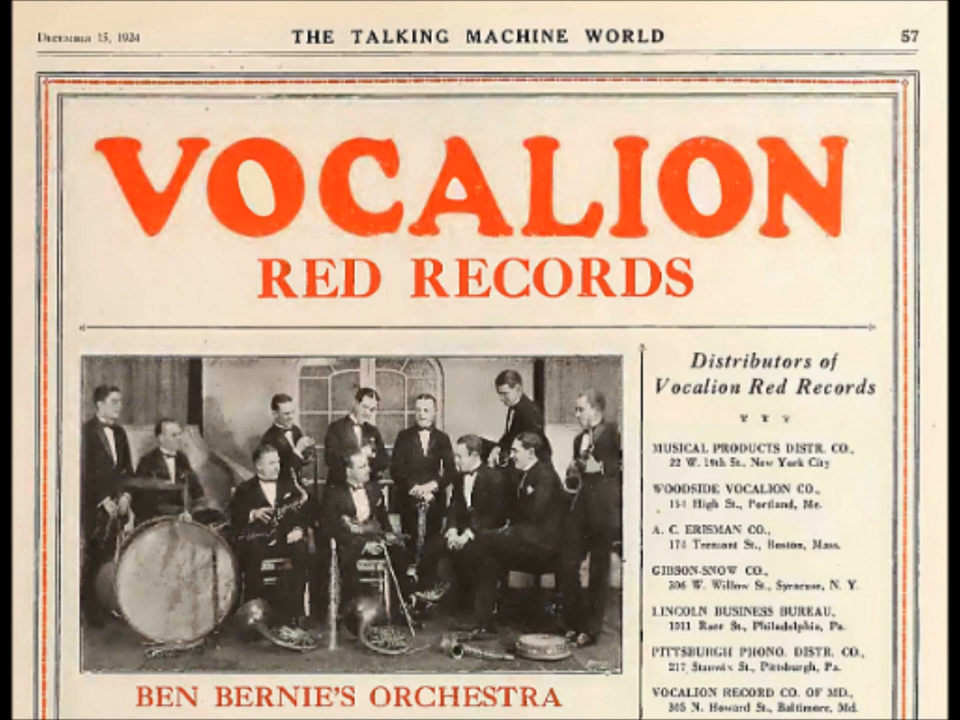 December 15, 1924
THE TALKING MACHINE WORLD
57
VOCALION
RED RECORDS
BEN BERNIE'S ORCHESTRA
Distributors of
Vocalion Red Records
MUSICAL PRODUCTS DISTR. CO.,
22 W. 19th St., New York City
WOODSIDE VOCALION CO.,
154 High St., Portland, Me.
A. C. ERISMAN CO.,
174 Tremont St., Boston, Mass.
GIBSON-SNOW CO.,
306 W. Willow St., Syracuse, N. Y.
LINCOLN BUSINESS BUREAU,
1011 Race St., Philadelphia, Pa.
PITTSBURGH PHONO. DISTR. CO.,
217 Stanwix St., Pittsburgh, Pa.
VOCALION RECORD CO. OF MD.,
305 N. Howard St., Baltimore, Md.